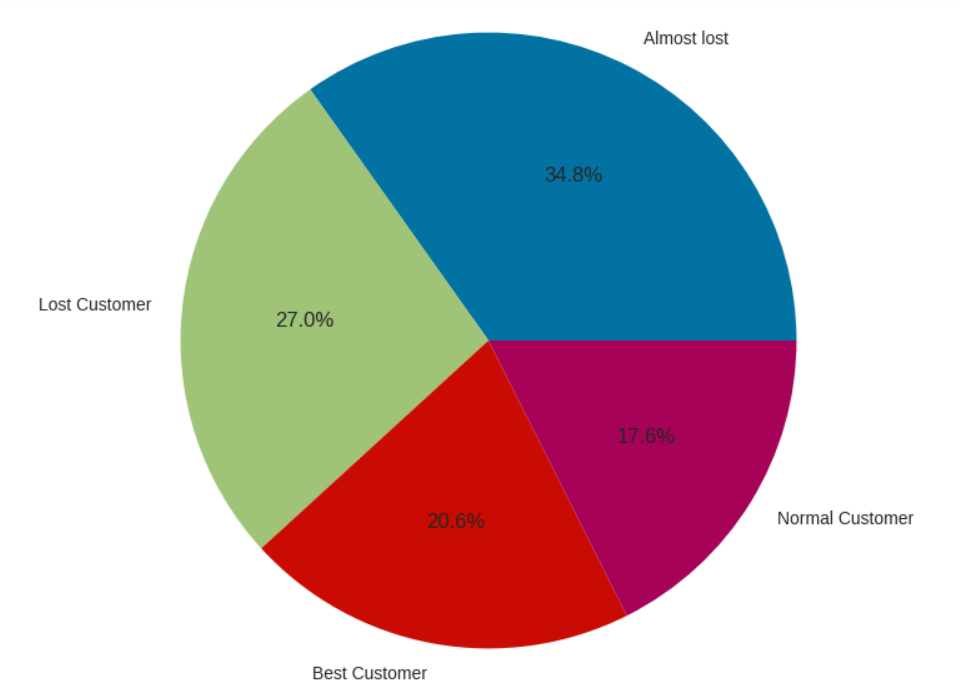 Almost lost
34.8%
Lost Customer
27.0%
17.6%
20.6%
Normal Customer
Best Customer